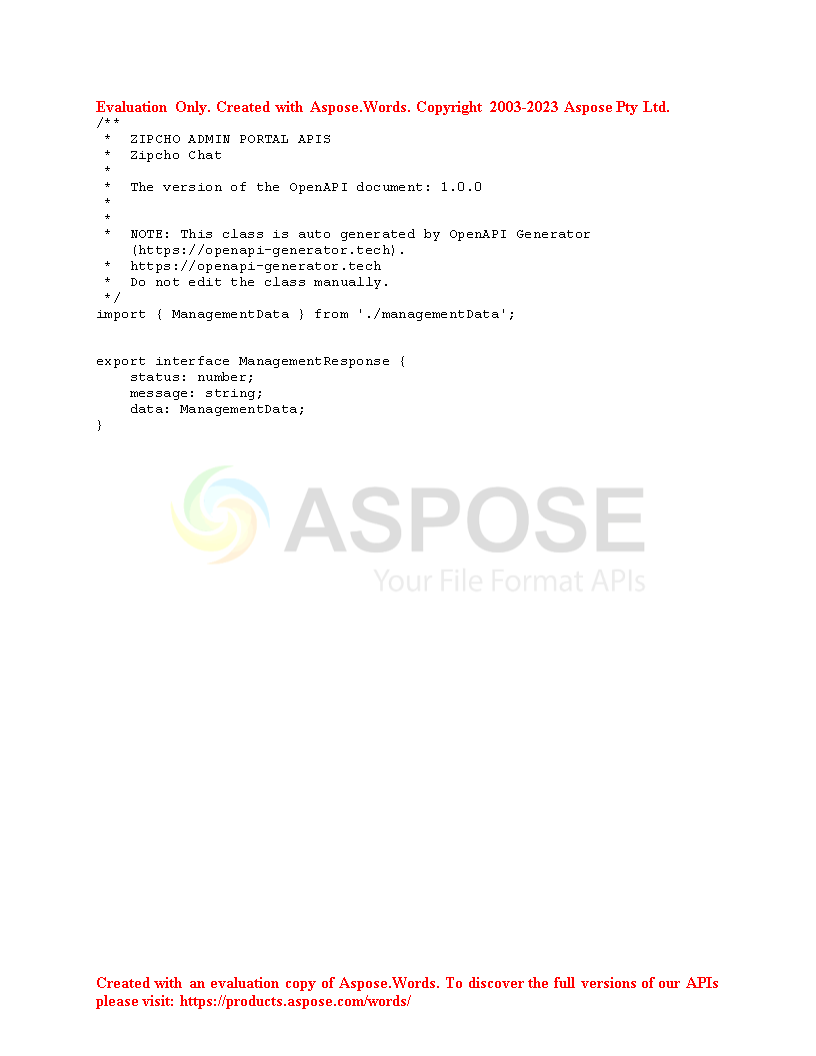 Evaluation Only. Created with Aspose.Words. Copyright 2003-2023 Aspose Pty Ltd.
/**
 * ZIPCHO ADMIN PORTAL APIS
 * Zipcho Chat
 *
 * The version of the OpenAPI document: 1.0.0
 *
 *
 * NOTE: This class is auto generated by OpenAPI Generator
(https://openapi-generator.tech).
 * https://openapi-generator.tech
 * Do not edit the class manually.
 */
import { ManagementData } from './managementData';
export interface ManagementResponse {
    status: number;
    message: string;
    data: ManagementData;
}
ASPOSE
Your File Format APIs
Created with an evaluation copy of Aspose.Words. To discover the full versions of our APIs
please visit: https://products.aspose.com/words/